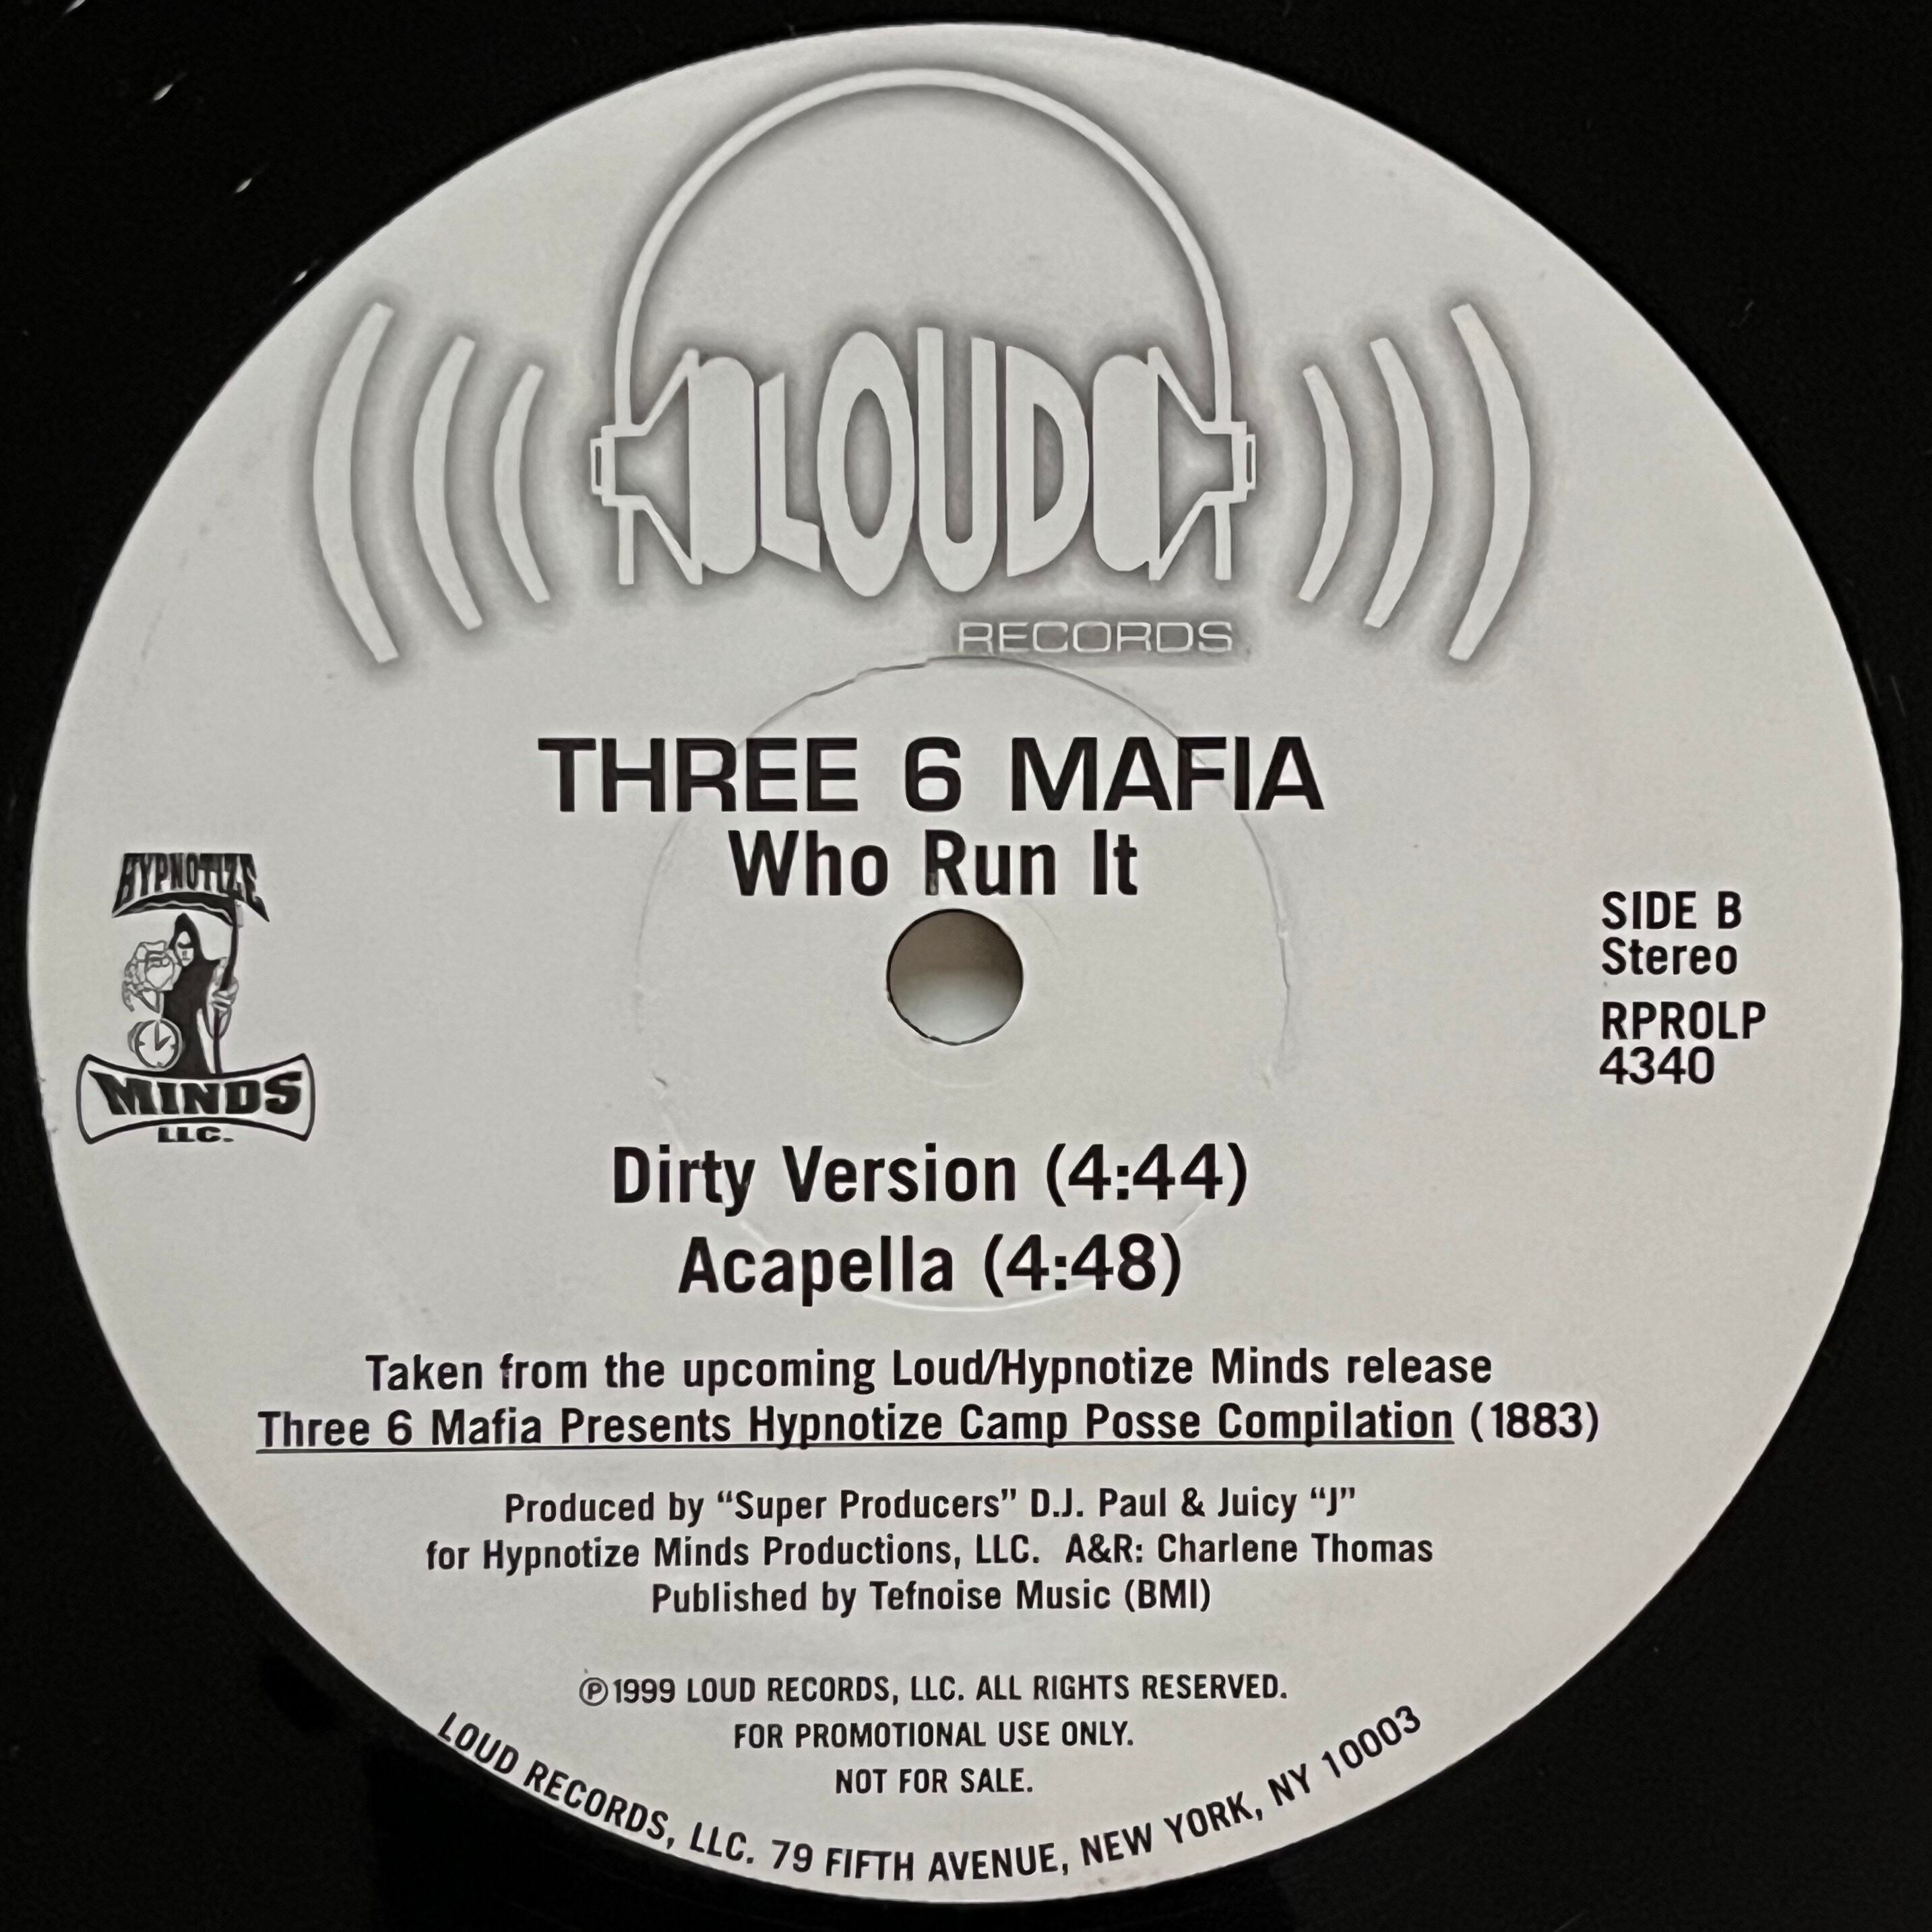 LOUD
RECORDS
THREE 6 MAFIA
Who Run It
HYPNOTIZE
MINDS
LLC.
SIDE B
Stereo
RPROLP
4340
Dirty Version (4:44)
Acapella (4:48)
Taken from the upcoming Loud/Hypnotize Minds release
Three 6 Mafia Presents Hypnotize Camp Posse Compilation (1883)
Produced by “Super Producers” D.J. Paul & Juicy “J”
for Hypnotize Minds Productions, LLC. A&R: Charlene Thomas
Published by Tefnoise Music (BMI)
℗1999 LOUD RECORDS, LLC. ALL RIGHTS RESERVED.
FOR PROMOTIONAL USE ONLY.
NOT FOR SALE.
LOUD RECORDS, LLC. 79 FIFTH AVENUE, NEW YORK, NY 10003